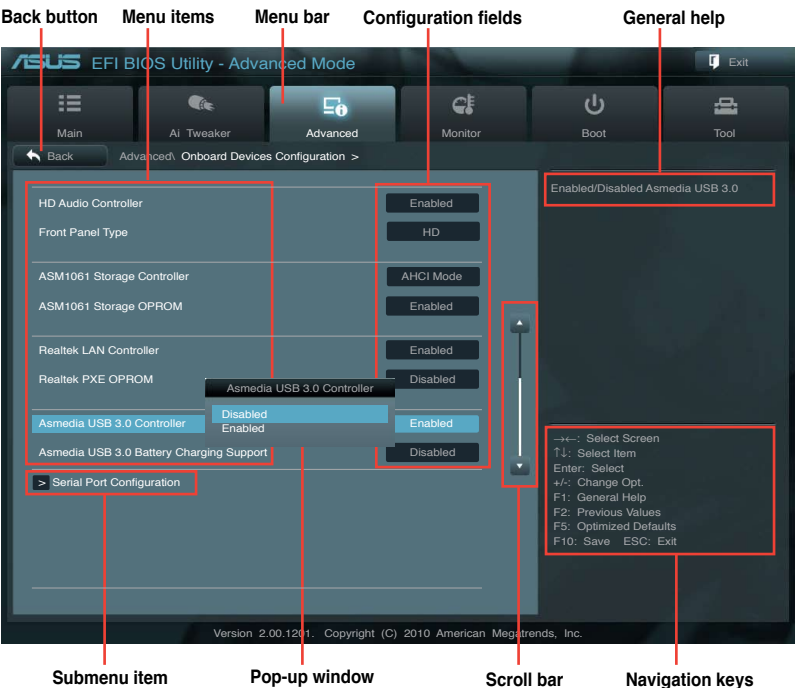 Back button Menu items Menu bar Configuration fields General help
ASUS EFI BIOS Utility - Advanced Mode Exit
Main Ai Tweaker Advanced Monitor Boot Tool
Back Advanced\ Onboard Devices Configuration >
Enabled/Disabled Asmedia USB 3.0
HD Audio Controller Enabled
Front Panel Type HD
ASM1061 Storage Controller AHCI Mode
ASM1061 Storage OPROM Enabled
Realtek LAN Controller Enabled
Realtek PXE OPROM Disabled
Asmedia USB 3.0 Controller
Disabled
Enabled
Asmedia USB 3.0 Controller Enabled
Asmedia USB 3.0 Battery Charging Support Disabled
> Serial Port Configuration
→←: Select Screen
↑↓: Select Item
Enter: Select
+/-: Change Opt.
F1: General Help
F2: Previous Values
F5: Optimized Defaults
F10: Save ESC: Exit
Version 2.00.1201. Copyright (C) 2010 American Megatrends, Inc.
Submenu item Pop-up window Scroll bar Navigation keys